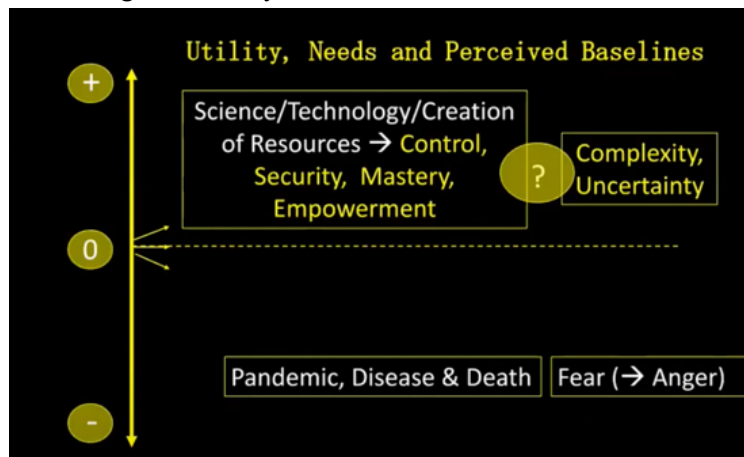 Utility, Needs and Perceived Baselines
+
Science/Technology/Creation
of Resources → Control,
Security, Mastery,
Empowerment
?
Complexity,
Uncertainty
0
Pandemic, Disease & Death
Fear (→ Anger)
-